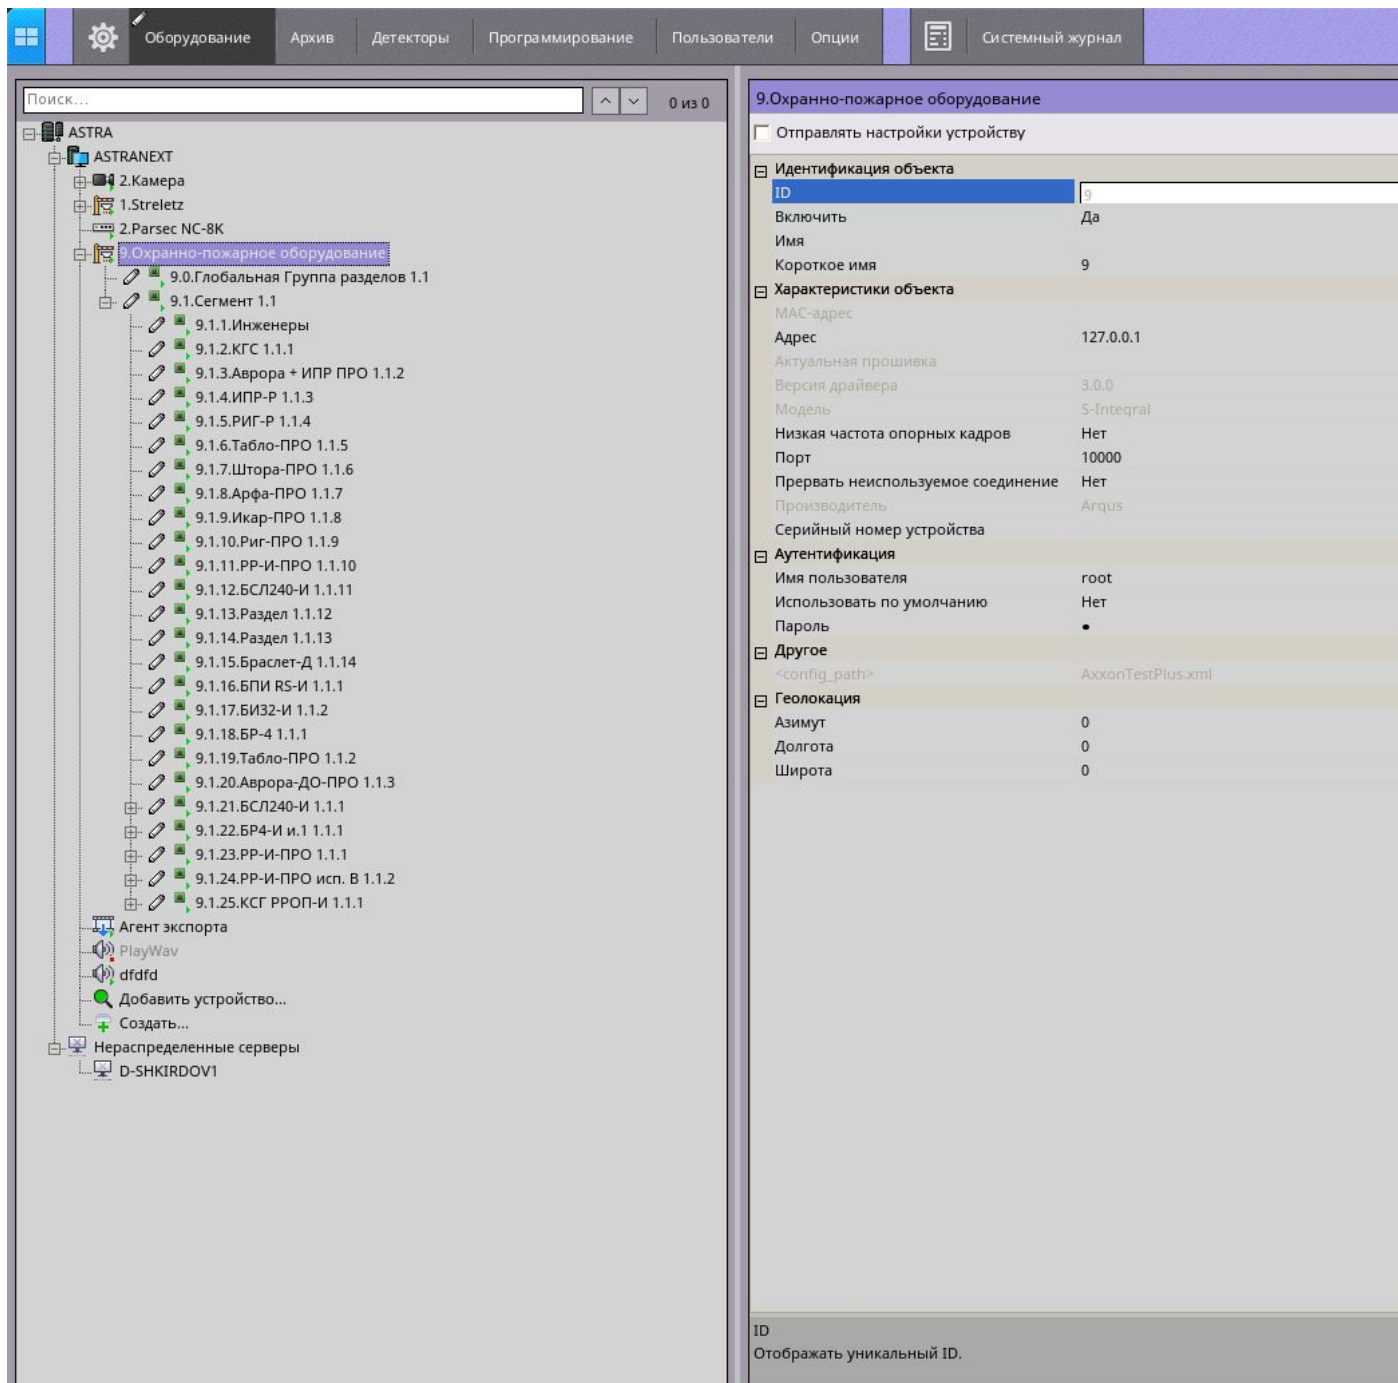 Оборудование Архив Детекторы Программирование Пользователи Опции Системный журнал
Поиск...
0 из 0
ASTRA
ASTRANEXT
2.Камера
1.Streletz
2.Parsec NC-8K
9.Охранно-пожарное оборудование
9.0.Глобальная Группа разделов 1.1
9.1.Сегмент 1.1
9.1.1.Инженеры
9.1.2.КГС 1.1.1
9.1.3.Аврора + ИПР ПРО 1.1.2
9.1.4.ИПР-Р 1.1.3
9.1.5.РИГ-Р 1.1.4
9.1.6.Табло-ПРО 1.1.5
9.1.7.Штора-ПРО 1.1.6
9.1.8.Арфа-ПРО 1.1.7
9.1.9.Икар-ПРО 1.1.8
9.1.10.Риг-ПРО 1.1.9
9.1.11.РР-И-ПРО 1.1.10
9.1.12.БСЛ240-И 1.1.11
9.1.13.Раздел 1.1.12
9.1.14.Раздел 1.1.13
9.1.15.Браслет-Д 1.1.14
9.1.16.БПИ RS-И 1.1.1
9.1.17.БИ32-И 1.1.2
9.1.18.БР-4 1.1.1
9.1.19.Табло-ПРО 1.1.2
9.1.20.Аврора-ДО-ПРО 1.1.3
9.1.21.БСЛ240-И 1.1.1
9.1.22.БР4-И и.1 1.1.1
9.1.23.РР-И-ПРО 1.1.1
9.1.24.РР-И-ПРО исп. В 1.1.2
9.1.25.КСГ РРОП-И 1.1.1
Агент экспорта
PlayWav
dfdfd
Добавить устройство...
Создать...
Нераспределенные серверы
D-SHKIRDOV1
9.Охранно-пожарное оборудование
Отправлять настройки устройству
Идентификация объекта
ID 9
Включить Да
Имя
Короткое имя 9
Характеристики объекта
MAC-адрес
Адрес 127.0.0.1
Актуальная прошивка
Версия драйвера 3.0.0
Модель S-Integral
Низкая частота опорных кадров Нет
Порт 10000
Прервать неиспользуемое соединение Нет
Производитель Argus
Серийный номер устройства
Аутентификация
Имя пользователя root
Использовать по умолчанию Нет
Пароль •
Другое
<config_path> AxxonTestPlus.xml
Геолокация
Азимут 0
Долгота 0
Широта 0
ID
Отображать уникальный ID.